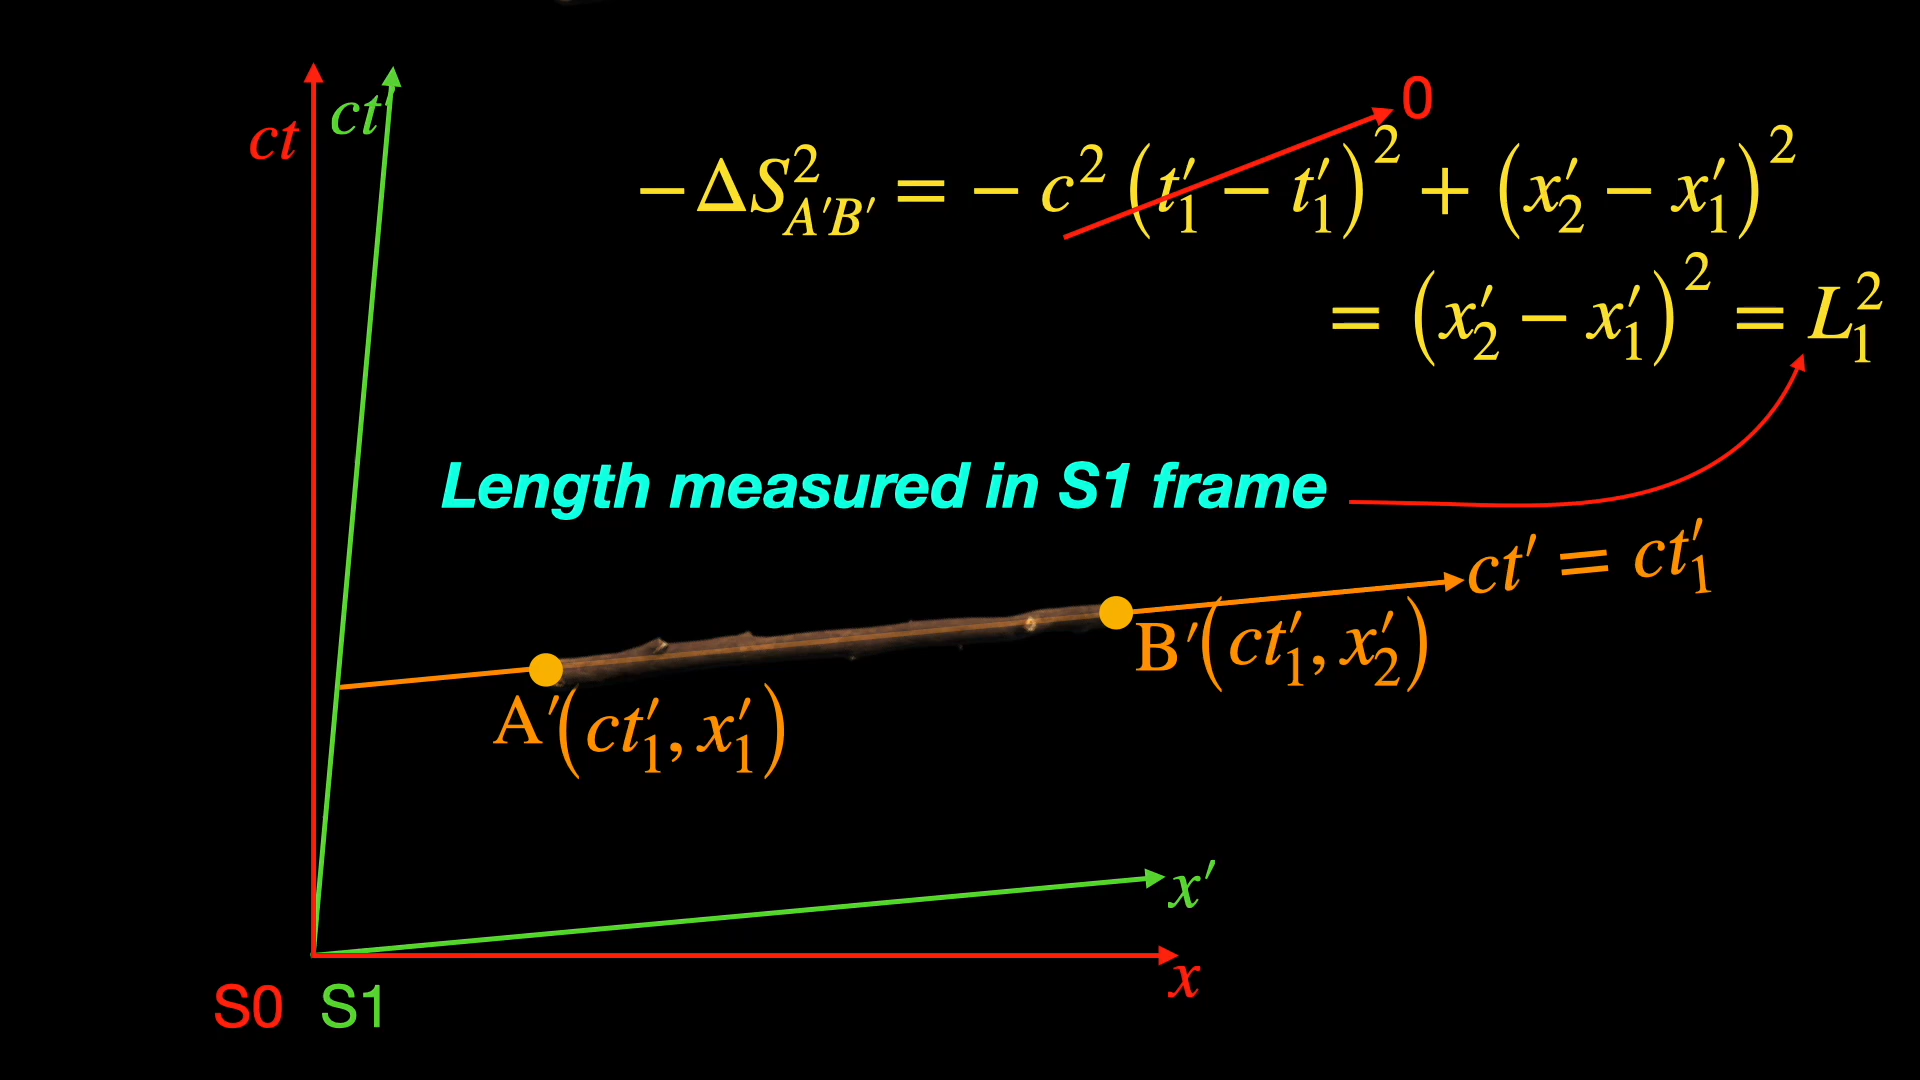 0
ct
ct′
−ΔS²_{A′B′} = − c² (t′₁ − t′₁)² + (x′₂ − x′₁)²
= (x′₂ − x′₁)² = L₁²
Length measured in S1 frame
ct′ = ct′₁
B′(ct′₁, x′₂)
A′(ct′₁, x′₁)
x′
x
S0 S1